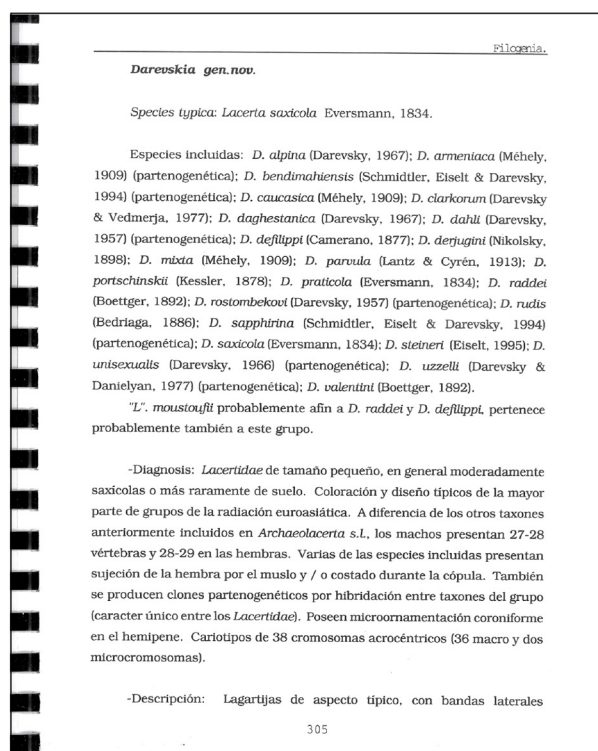 Filogenia.
Darevskia gen.nov.
Species typica: Lacerta saxicola Eversmann, 1834.
Especies incluidas: D. alpina (Darevsky, 1967); D. armeniaca (Méhely,
1909) (partenogenética); D. bendimahiensis (Schmidtler, Eiselt & Darevsky,
1994) (partenogenética); D. caucasica (Méhely, 1909); D. clarkorum (Darevsky
& Vedmerja, 1977); D. daghestanica (Darevsky, 1967); D. dahli (Darevsky,
1957) (partenogenética); D. defilippi (Camerano, 1877); D. derjugini (Nikolsky,
1898); D. mixta (Méhely, 1909); D. parvula (Lantz & Cyrén, 1913); D.
portschinskii (Kessler, 1878); D. praticola (Eversmann, 1834); D. raddei
(Boettger, 1892); D. rostombekovi (Darevsky, 1957) (partenogenética); D. rudis
(Bedriaga, 1886); D. sapphirina (Schmidtler, Eiselt & Darevsky, 1994)
(partenogenética); D. saxicola (Eversmann, 1834); D. steineri (Eiselt, 1995); D.
unisexualis (Darevsky, 1966) (partenogenética); D. uzzelli (Darevsky &
Danielyan, 1977) (partenogenética); D. valentini (Boettger, 1892).
"L". moustoufii probablemente afin a D. raddei y D. defilippi, pertenece
probablemente también a este grupo.
-Diagnosis: Lacertidae de tamaño pequeño, en general moderadamente
saxícolas o más raramente de suelo. Coloración y diseño típicos de la mayor
parte de grupos de la radiación euroasiática. A diferencia de los otros taxones
anteriormente incluidos en Archaeolacerta s.l., los machos presentan 27-28
vértebras y 28-29 en las hembras. Varias de las especies incluidas presentan
sujeción de la hembra por el muslo y / o costado durante la cópula. También
se producen clones partenogenéticos por hibridación entre taxones del grupo
(caracter único entre los Lacertidae). Poseen microornamentación coroniforme
en el hemipene. Cariotipos de 38 cromosomas acrocéntricos (36 macro y dos
microcromosomas).
-Descripción: Lagartijas de aspecto típico, con bandas laterales
305